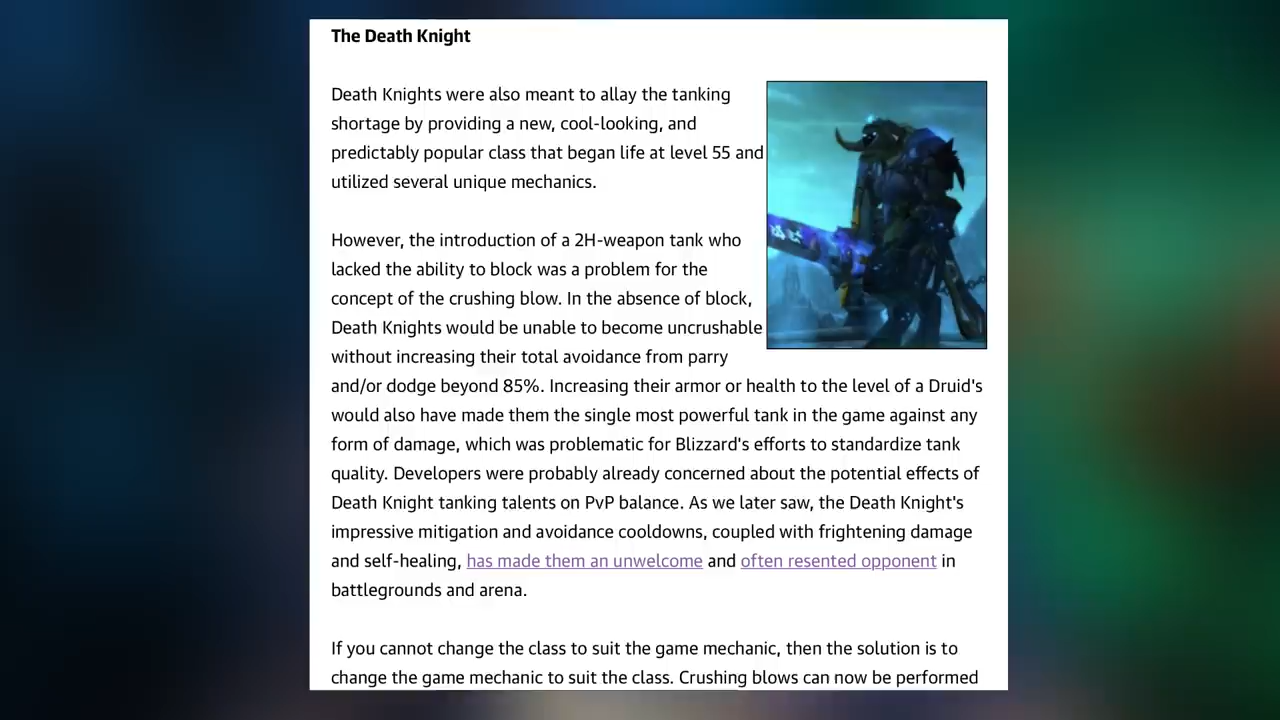 The Death Knight
Death Knights were also meant to allay the tanking
shortage by providing a new, cool-looking, and
predictably popular class that began life at level 55 and
utilized several unique mechanics.
However, the introduction of a 2H-weapon tank who
lacked the ability to block was a problem for the
concept of the crushing blow. In the absence of block,
Death Knights would be unable to become uncrushable
without increasing their total avoidance from parry
and/or dodge beyond 85%. Increasing their armor or health to the level of a Druid's
would also have made them the single most powerful tank in the game against any
form of damage, which was problematic for Blizzard's efforts to standardize tank
quality. Developers were probably already concerned about the potential effects of
Death Knight tanking talents on PvP balance. As we later saw, the Death Knight's
impressive mitigation and avoidance cooldowns, coupled with frightening damage
and self-healing, has made them an unwelcome and often resented opponent in
battlegrounds and arena.
If you cannot change the class to suit the game mechanic, then the solution is to
change the game mechanic to suit the class. Crushing blows can now be performed